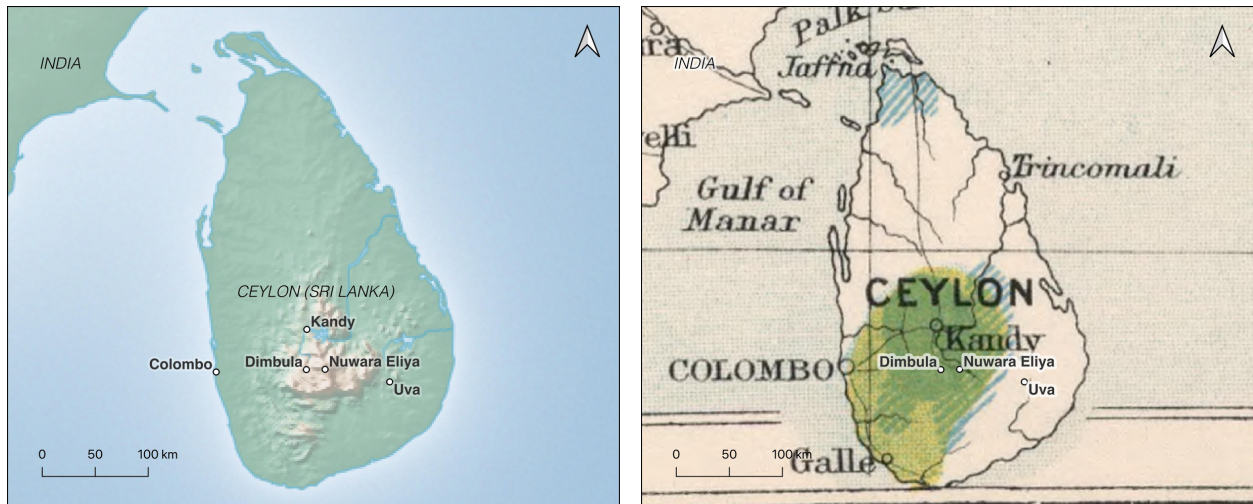 INDIA
CEYLON (SRI LANKA)
Kandy
Colombo
Dimbula
Nuwara Eliya
Uva
0 50 100 km
Palk
INDIA
Jaffna
Trincomali
Gulf of
Manar
CEYLON
Kandy
COLOMBO
Dimbula
Nuwara Eliya
Uva
Galle
0 50 100 km